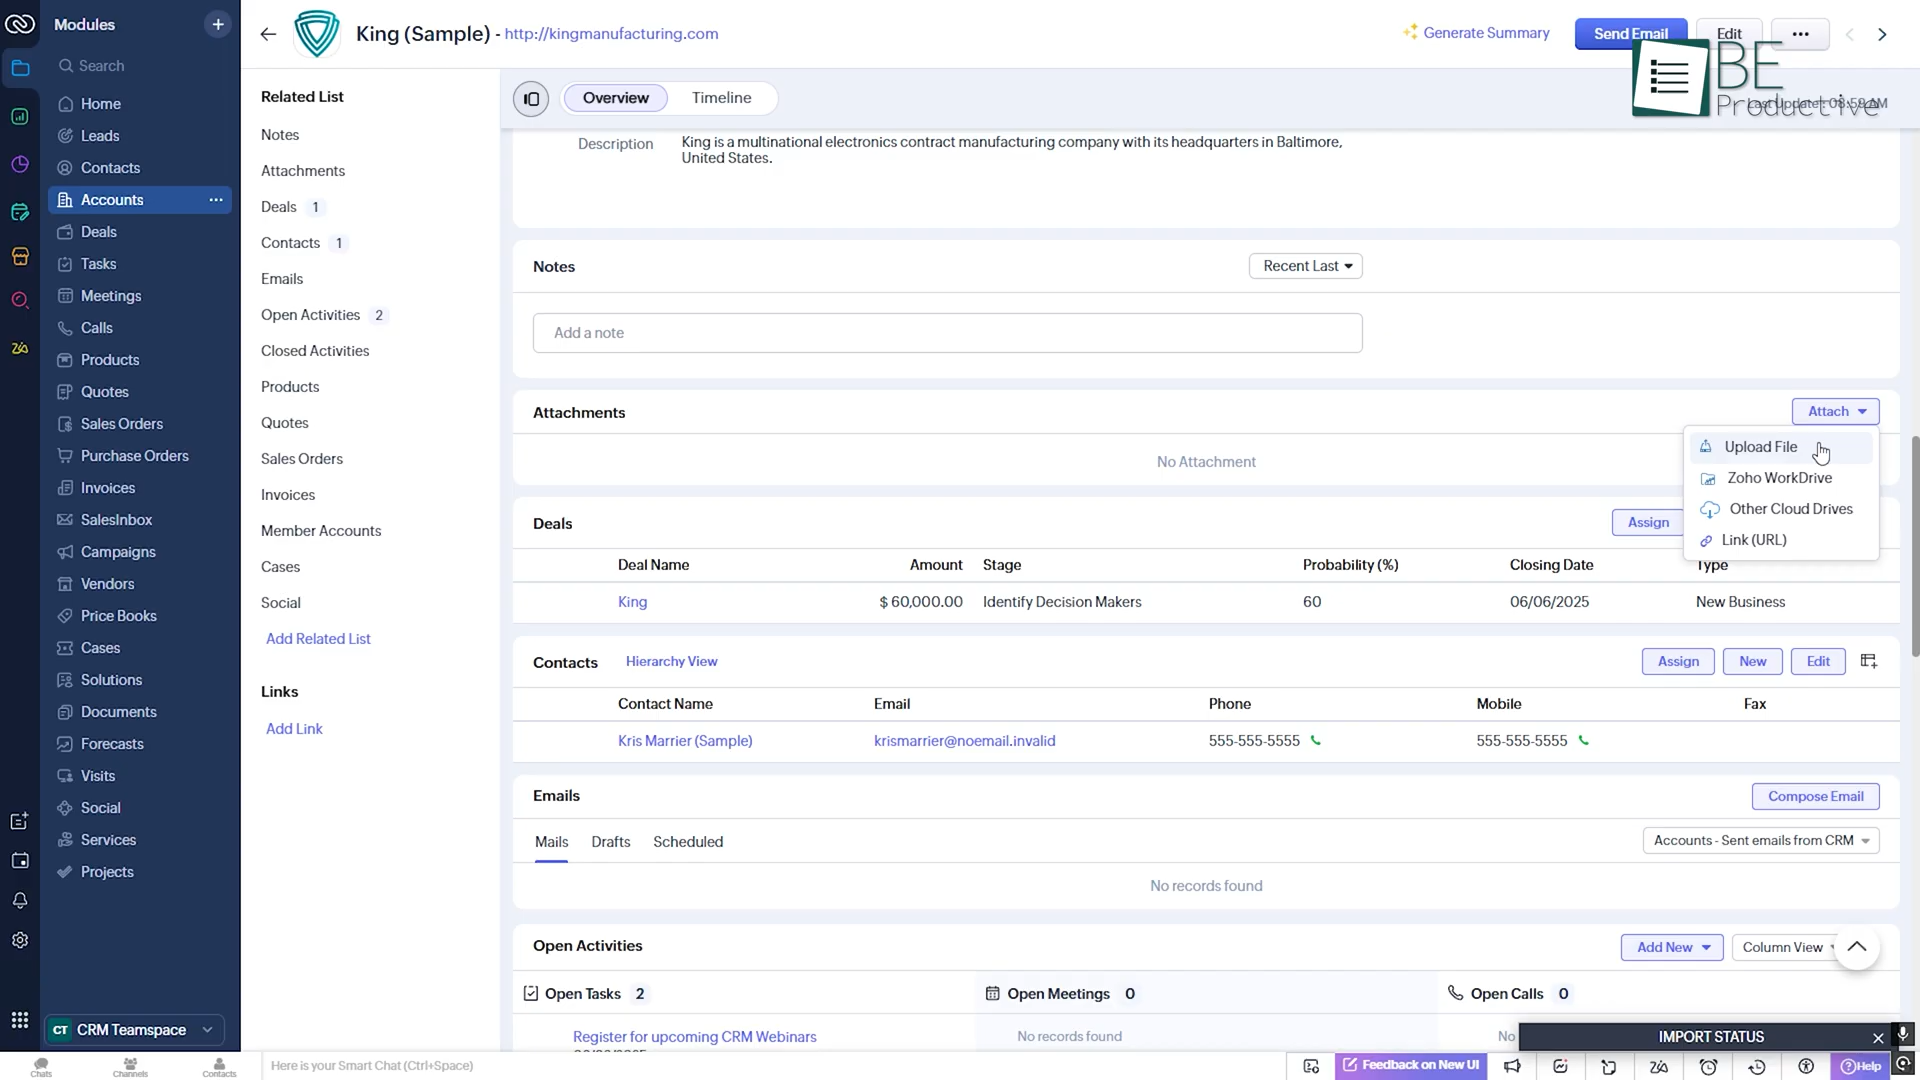 Modules
Search
Home
Leads
Contacts
Accounts
Deals
Tasks
Meetings
Calls
Products
Quotes
Sales Orders
Purchase Orders
Invoices
SalesInbox
Campaigns
Vendors
Price Books
Cases
Solutions
Documents
Forecasts
Visits
Social
Services
Projects
CT CRM Teamspace
King (Sample) - http://kingmanufacturing.com
Generate Summary
Send Email
Edit
BE
Productive
Related List
Notes
Attachments
Deals 1
Contacts 1
Emails
Open Activities 2
Closed Activities
Products
Quotes
Sales Orders
Invoices
Member Accounts
Cases
Social
Add Related List
Links
Add Link
Overview
Timeline
Last Update : 08:59 AM
Description
King is a multinational electronics contract manufacturing company with its headquarters in Baltimore,
United States.
Notes
Recent Last
Add a note
Attachments
Attach
No Attachment
Upload File
Zoho WorkDrive
Other Cloud Drives
Link (URL)
Deals
Assign
Deal Name Amount Stage Probability (%) Closing Date Type
King $ 60,000.00 Identify Decision Makers 60 06/06/2025 New Business
Contacts Hierarchy View
Assign New Edit
Contact Name Email Phone Mobile Fax
Kris Marrier (Sample) krismarrier@noemail.invalid 555-555-5555 555-555-5555
Emails
Compose Email
Mails Drafts Scheduled
Accounts - Sent emails from CRM
No records found
Open Activities
Add New
Column View
Open Tasks 2
Open Meetings 0
Open Calls 0
Register for upcoming CRM Webinars
No records found
No
IMPORT STATUS
Chats
Channels
Contacts
Here is your Smart Chat (Ctrl+Space)
Feedback on New UI
Help